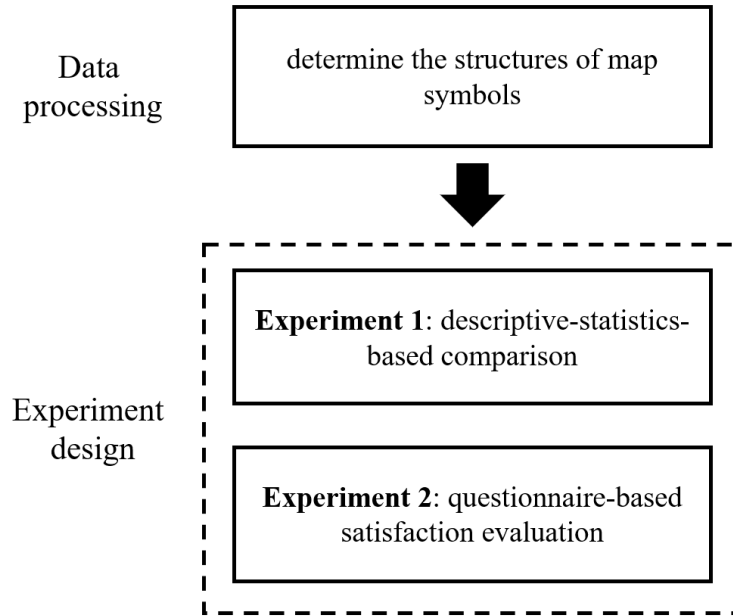 Data
processing
determine the structures of map
symbols
Experiment 1: descriptive-statistics-
based comparison
Experiment
design
Experiment 2: questionnaire-based
satisfaction evaluation